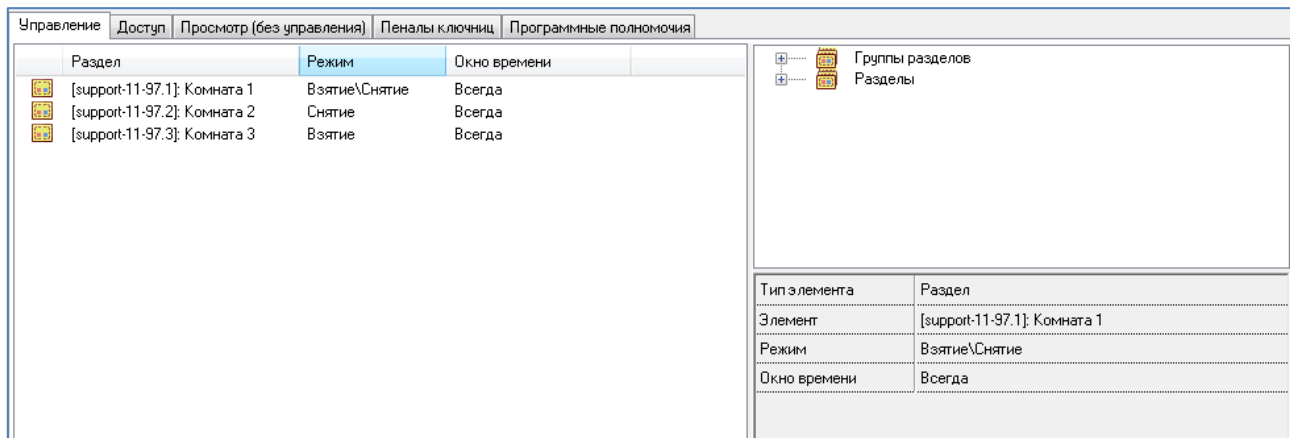 Управление Доступ Просмотр (без управления) Пеналы ключниц Программные полномочия
Раздел Режим Окно времени
[support-11-97.1]: Комната 1 Взятие\Снятие Всегда
[support-11-97.2]: Комната 2 Снятие Всегда
[support-11-97.3]: Комната 3 Взятие Всегда
Группы разделов
Разделы
Тип элемента Раздел
Элемент [support-11-97.1]: Комната 1
Режим Взятие\Снятие
Окно времени Всегда